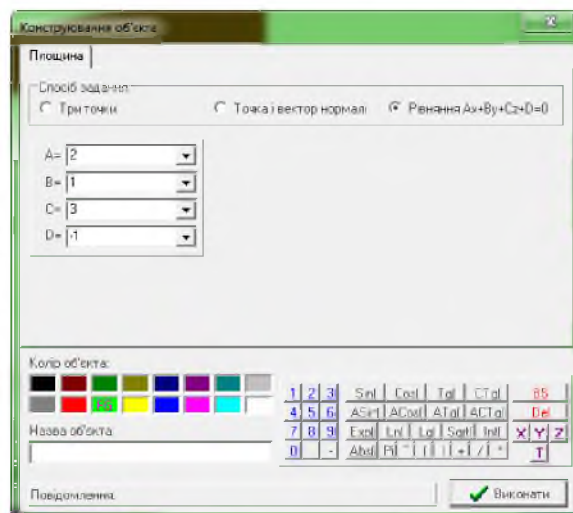 Конструювання об'єкта
Площина
Спосіб задання
Три точки
Точка і вектор нормалі
Рівняння Ax+By+Cz+D=0
A= 2
B= 1
C= 3
D= -1
Колір об'єкта:
1 2 3 Sin( Cos( Tg( CTg( BS
4 5 6 ASin( ACos( ATg( ACTg( Del
Назва об'єкта
7 8 9 Exp( Ln( Lg( Sqrt( Int( X Y Z
0 . Abs( Pi ^ ( ) + / * T
Повідомлення
Виконати